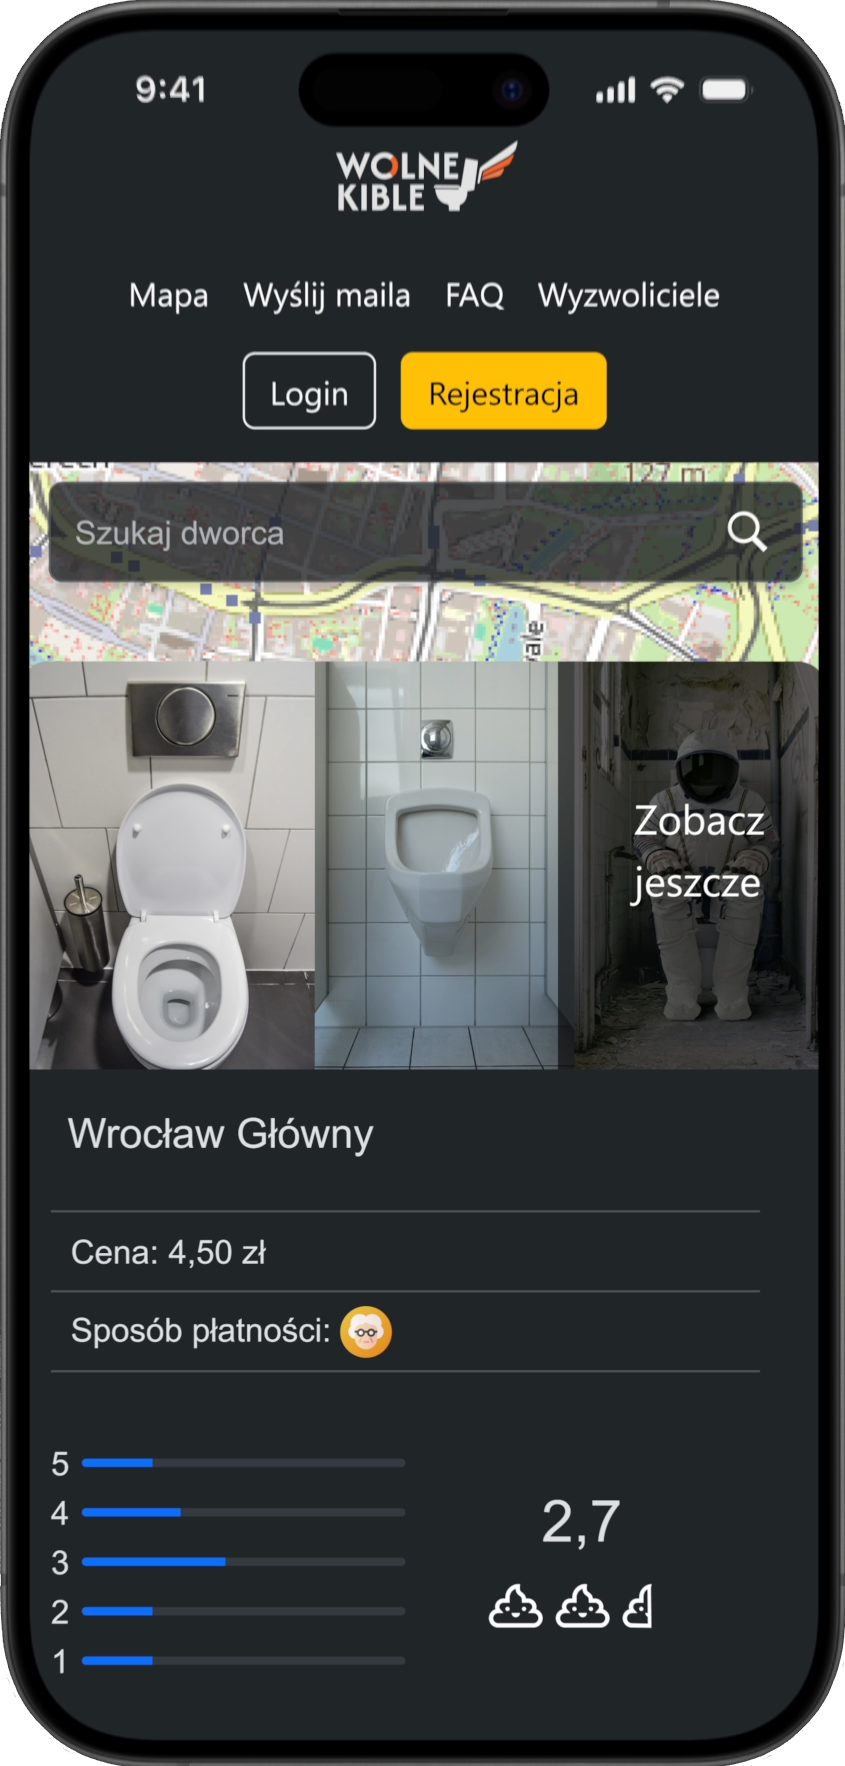 9:41
WOLNE
KIBLE
Mapa Wyślij maila FAQ Wyzwoliciele
Login Rejestracja
127 m
Szukaj dworca
Zobacz
jeszcze
Wrocław Główny
Cena: 4,50 zł
Sposób płatności:
5
4
3
2
1
2,7